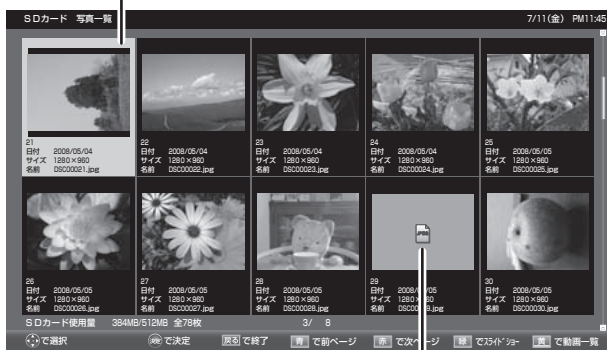 SDカード 写真一覧 7/11(金) PM11:45
21
日付 2008/05/04
サイズ 1280×960
名前 DSC00021.jpg
22
日付 2008/05/04
サイズ 1280×960
名前 DSC00022.jpg
23
日付 2008/05/04
サイズ 1280×960
名前 DSC00023.jpg
24
日付 2008/05/04
サイズ 1280×960
名前 DSC00024.jpg
25
日付 2008/05/05
サイズ 1280×960
名前 DSC00025.jpg
26
日付 2008/05/05
サイズ 1280×960
名前 DSC00026.jpg
27
日付 2008/05/05
サイズ 1280×960
名前 DSC00027.jpg
28
日付 2008/05/05
サイズ 1280×960
名前 DSC00028.jpg
29
日付 2008/05/05
サイズ 1280×960
名前
30
日付 2008/05/05
サイズ 1280×960
名前 DSC00030.jpg
SDカード使用量 384MB/512MB 全78枚 3/ 8
で選択 決定 で決定 戻る で終了 青 で前ページ 赤 で次ページ 緑 でスライドショー 黄 で動画一覧